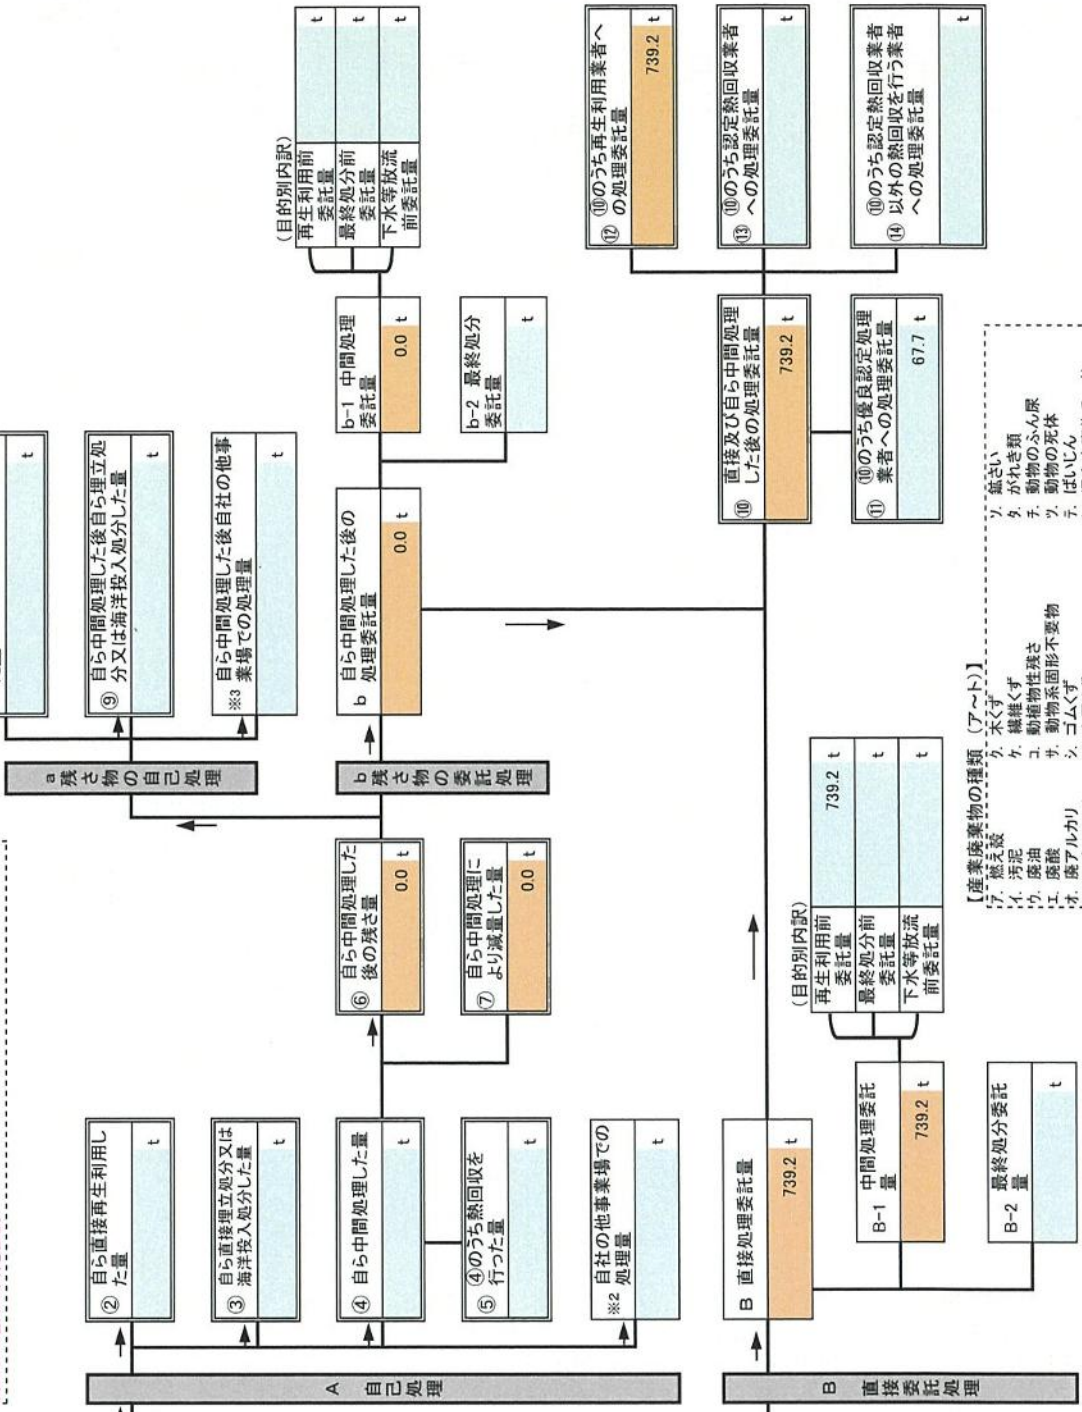 A 自己処理
② 自ら直接再生利用し
た量
t
③ 自ら直接埋立処分又は
海洋投入処分した量
t
④ 自ら中間処理した量
t
⑤ ④のうち熱回収を
行った量
t
※2 自社の他事業場での
処理量
t
⑥ 自ら中間処理した
後の残さ量
0.0 t
⑦ 自ら中間処理に
より減量した量
0.0 t
a 残さ物の自己処理
t
⑨ 自ら中間処理した後自ら埋立処
分又は海洋投入処分した量
t
※3 自ら中間処理した後自社の他事
業場での処理量
t
b 残さ物の委託処理
b 自ら中間処理した後の
処理委託量
0.0 t
b-1 中間処理
委託量
0.0 t
b-2 最終処分
委託量
t
(目的別内訳)
再生利用前
委託量
t
最終処分前
委託量
t
下水等放流
前委託量
t
B 直接委託処理
B 直接処理委託量
739.2 t
B-1 中間処理委託
量
739.2 t
B-2 最終処分委託
量
t
(目的別内訳)
再生利用前
委託量
739.2 t
最終処分前
委託量
t
下水等放流
前委託量
t
⑩ 直接及び自ら中間処理
した後の処理委託量
739.2 t
⑪ ⑩のうち優良認定処理
業者への処理委託量
67.7 t
⑫ ⑩のうち再生利用業者へ
の処理委託量
739.2 t
⑬ ⑩のうち認定熱回収業者
への処理委託量
t
⑭ ⑩のうち認定熱回収業者
以外の熱回収を行う業者
への処理委託量
t
【産業廃棄物の種類 (ア～ト)】
ア. 燃え殻 ク. 木くず ソ. 鉱さい
イ. 汚泥 ケ. 繊維くず タ. がれき類
ウ. 廃油 コ. 動植物性残さ チ. 動物のふん尿
エ. 廃酸 サ. 動物系固形不要物 ツ. 動物の死体
オ. 廃アルカリ シ. ゴムくず テ. ばいじん